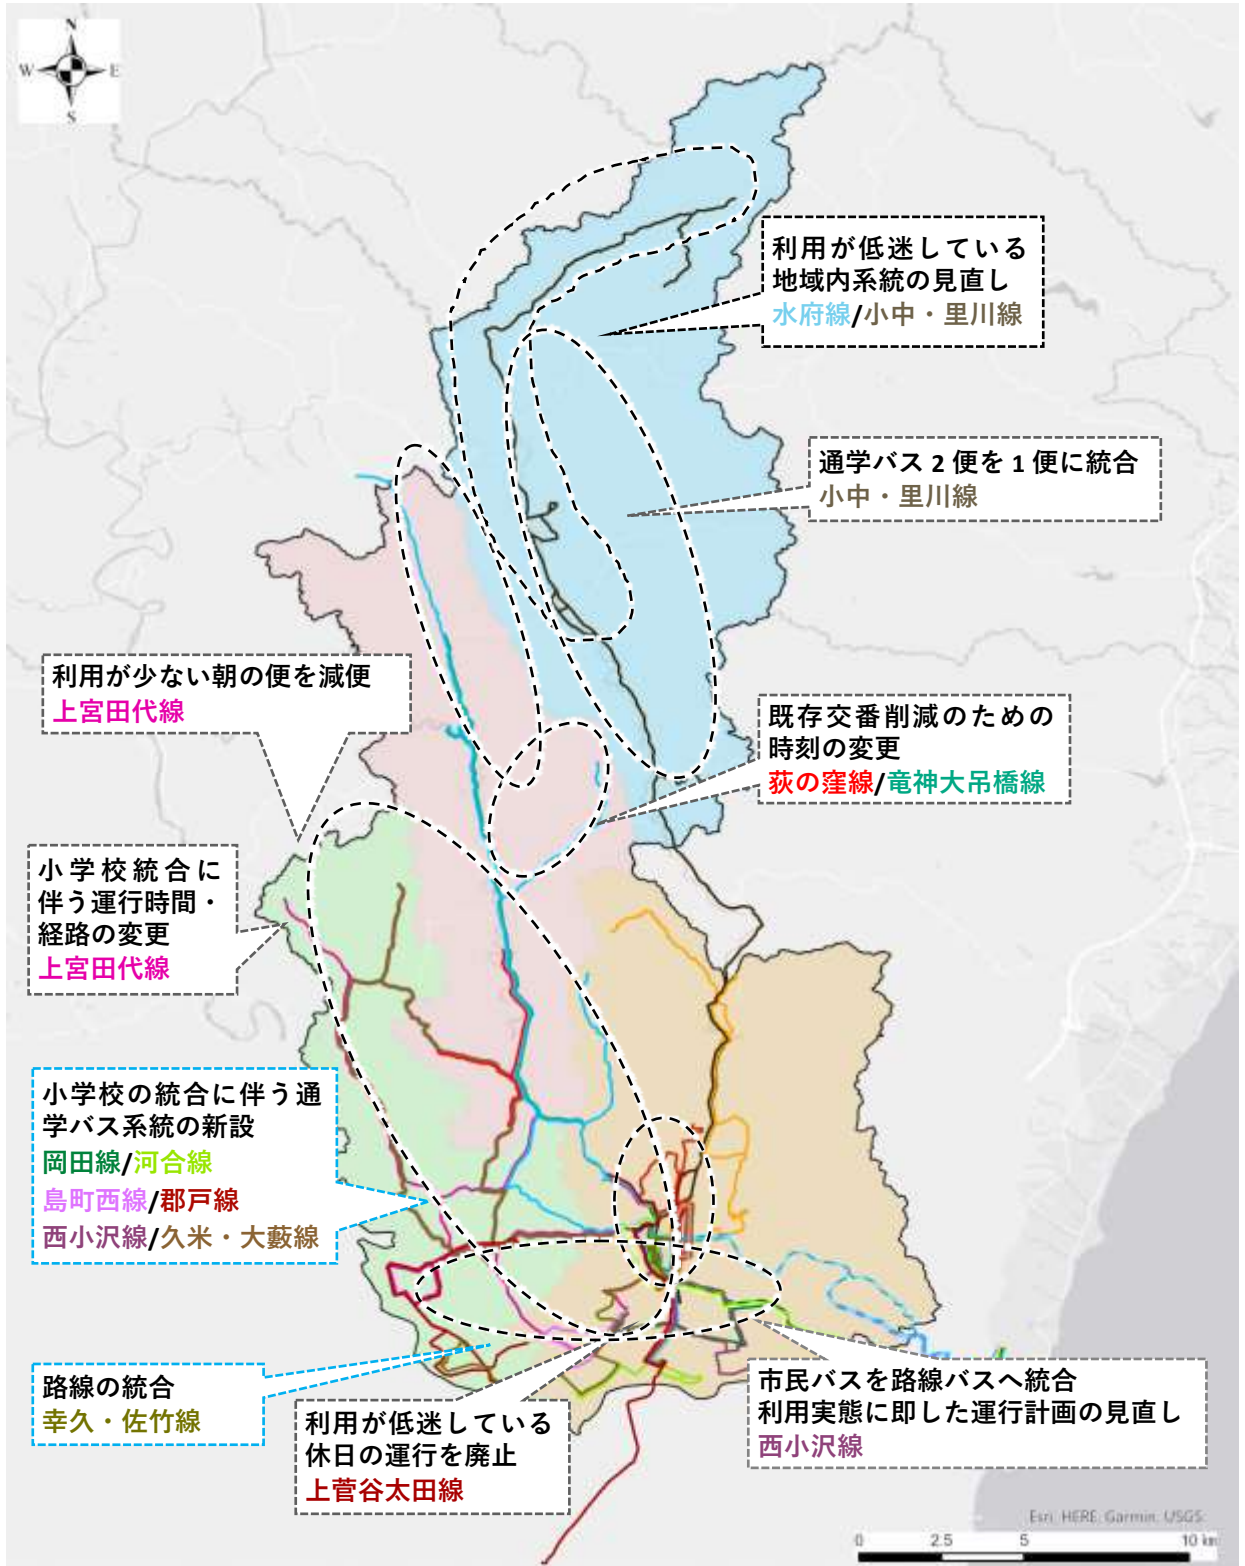 N
W
E
S
利用が低迷している
地域内系統の見直し
水府線/小中・里川線
通学バス2便を1便に統合
小中・里川線
利用が少ない朝の便を減便
上宮田代線
既存交番削減のための
時刻の変更
荻の窪線/竜神大吊橋線
小学校統合に
伴う運行時間・
経路の変更
上宮田代線
小学校の統合に伴う通
学バス系統の新設
岡田線/河合線
島町西線/郡戸線
西小沢線/久米・大藪線
路線の統合
幸久・佐竹線
利用が低迷している
休日の運行を廃止
上菅谷太田線
市民バスを路線バスへ統合
利用実態に即した運行計画の見直し
西小沢線
Esri, HERE, Garmin, USGS
0 2.5 5 10 km